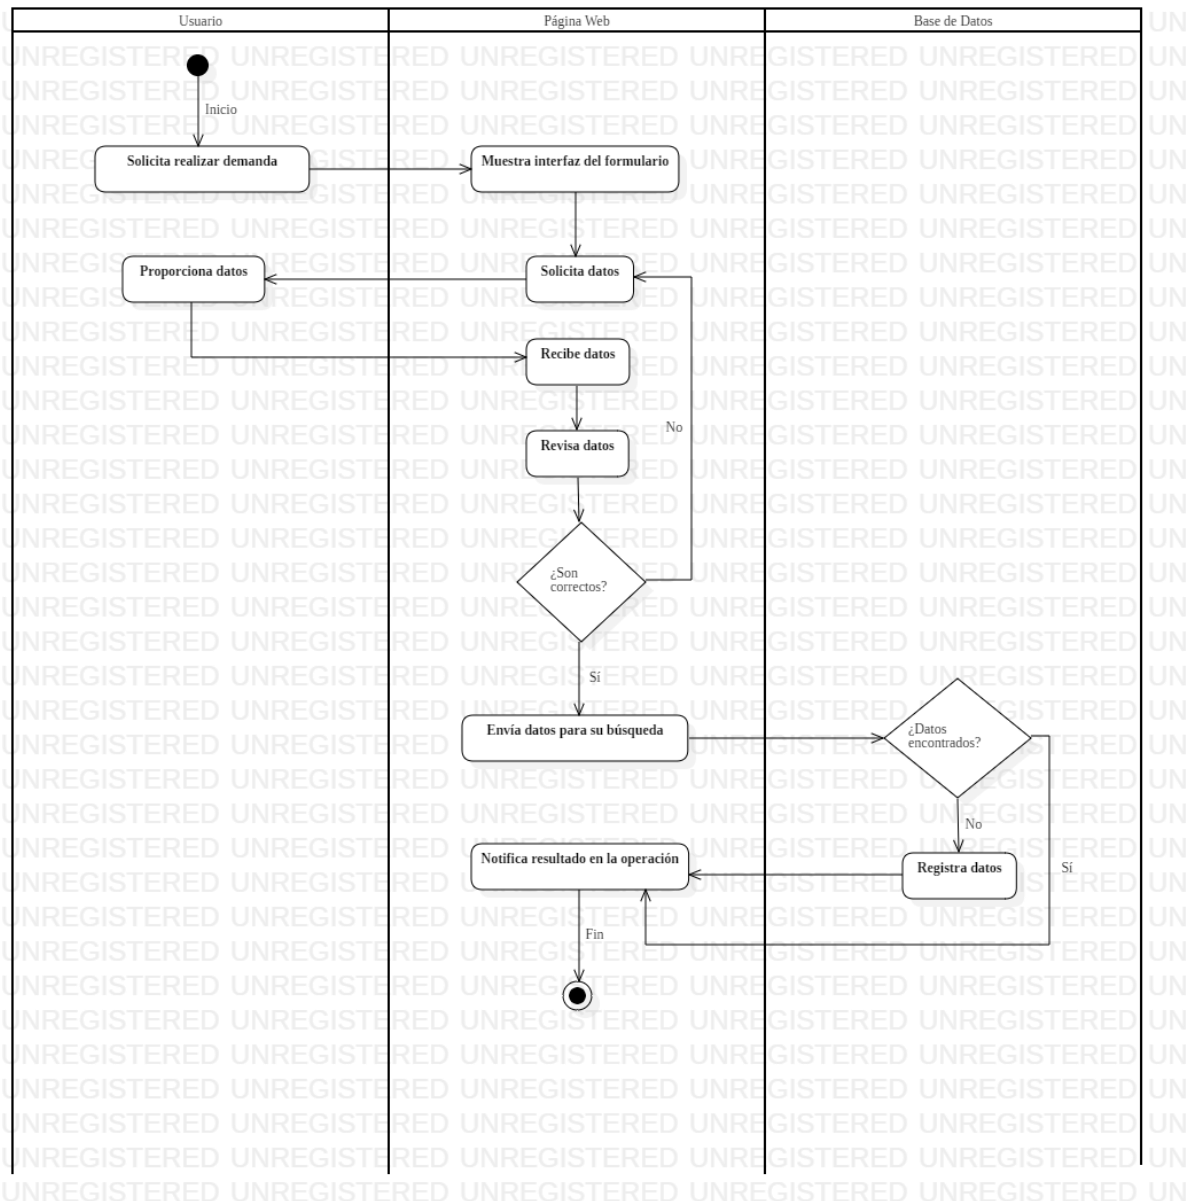 Usuario
Página Web
Base de Datos
Inicio
Solicita realizar demanda
Muestra interfaz del formulario
Proporciona datos
Solicita datos
Recibe datos
No
Revisa datos
¿Son
correctos?
Sí
Envía datos para su búsqueda
¿Datos
encontrados?
No
Notifica resultado en la operación
Registra datos
Sí
Fin
UNREGISTERED